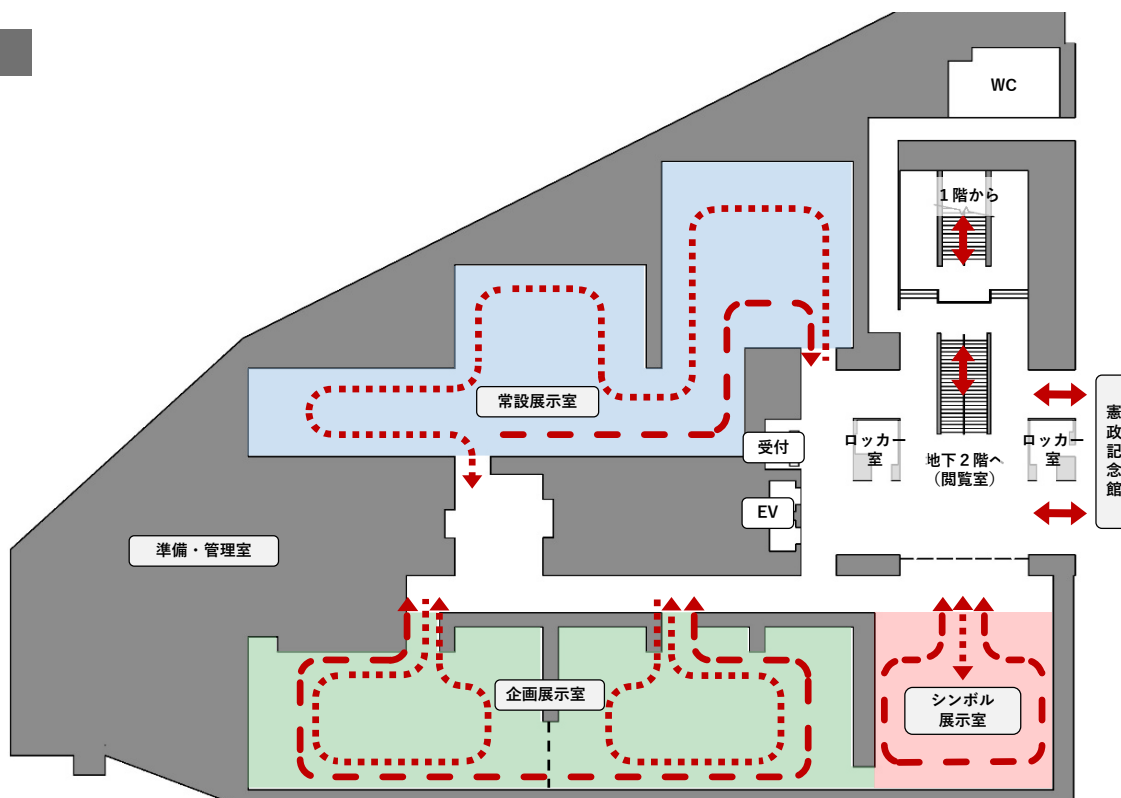 WC
1階から
常設展示室
受付
ロッカー
室
地下2階へ
(閲覧室)
ロッカー
室
憲政記念館
EV
準備・管理室
企画展示室
シンボル
展示室